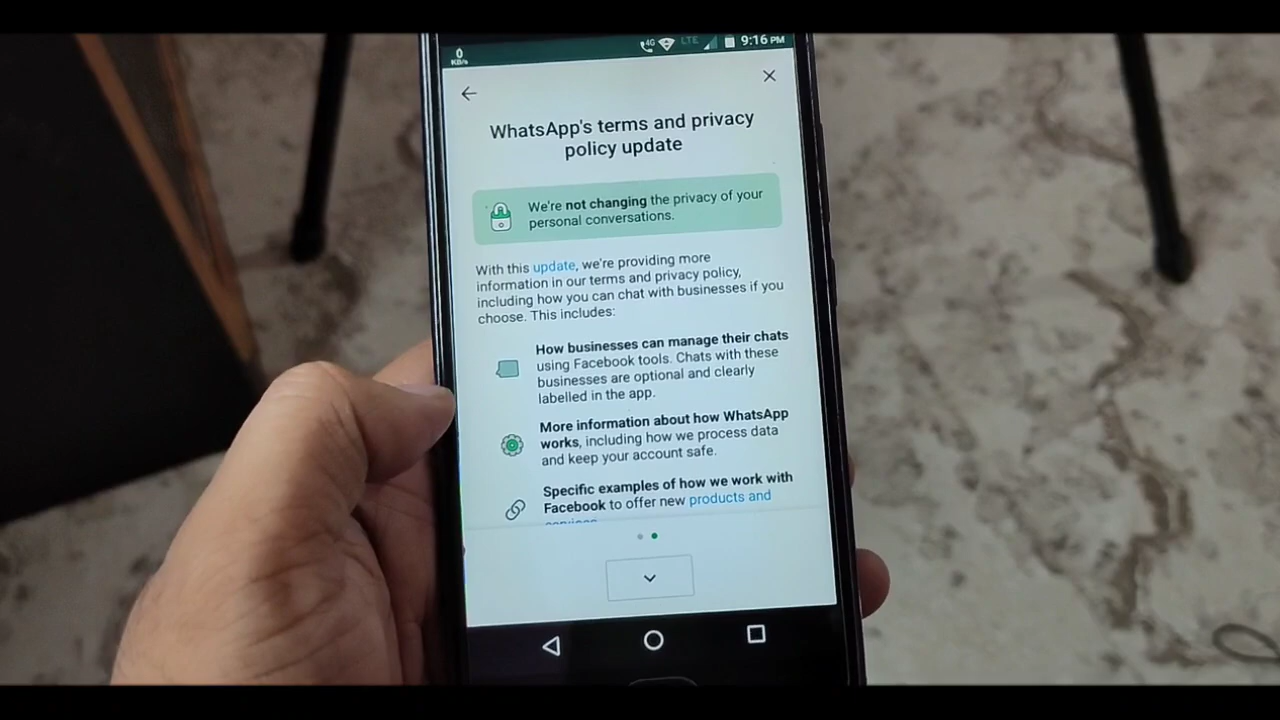 0
KB/s
4G
LTE
9:16 PM
WhatsApp's terms and privacy
policy update
We're not changing the privacy of your
personal conversations.
With this update, we're providing more
information in our terms and privacy policy,
including how you can chat with businesses if you
choose. This includes:
How businesses can manage their chats
using Facebook tools. Chats with these
businesses are optional and clearly
labelled in the app.
More information about how WhatsApp
works, including how we process data
and keep your account safe.
Specific examples of how we work with
Facebook to offer new products and